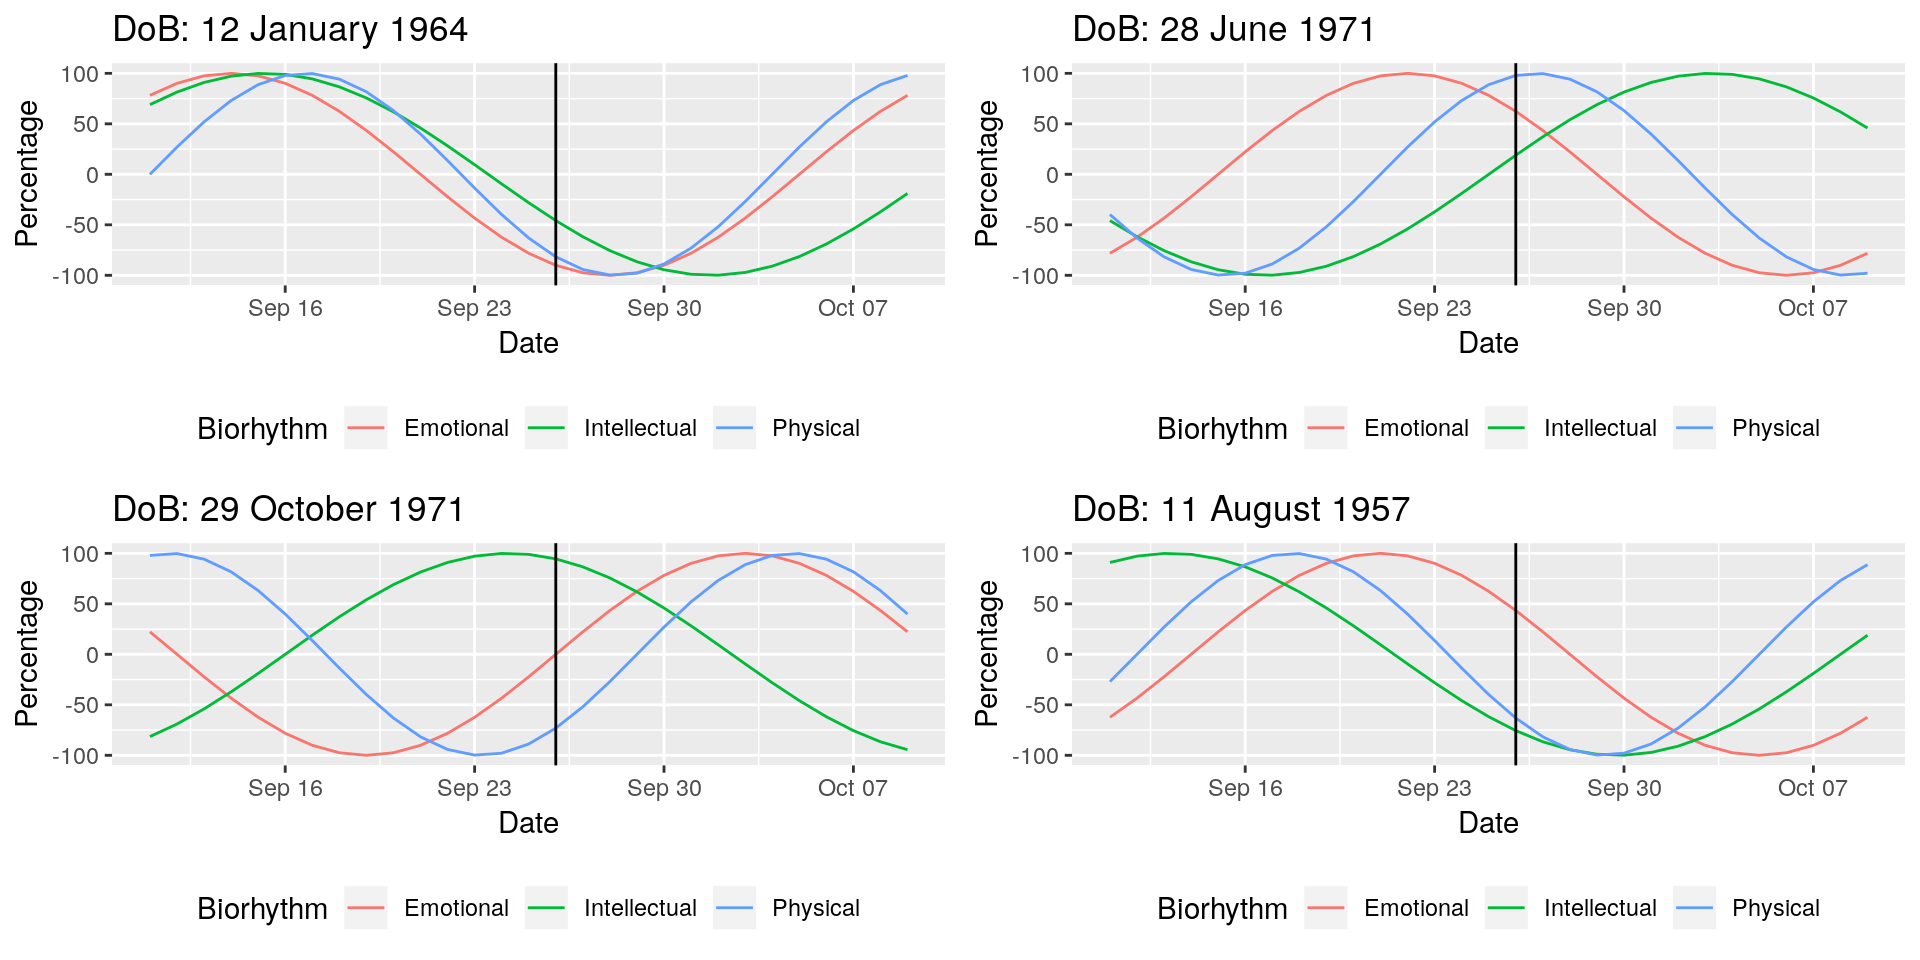 DoB: 12 January 1964
Percentage
100
50
0
-50
-100
Sep 16 Sep 23 Sep 30 Oct 07
Date
Biorhythm Emotional Intellectual Physical
DoB: 28 June 1971
Percentage
100
50
0
-50
-100
Sep 16 Sep 23 Sep 30 Oct 07
Date
Biorhythm Emotional Intellectual Physical
DoB: 29 October 1971
Percentage
100
50
0
-50
-100
Sep 16 Sep 23 Sep 30 Oct 07
Date
Biorhythm Emotional Intellectual Physical
DoB: 11 August 1957
Percentage
100
50
0
-50
-100
Sep 16 Sep 23 Sep 30 Oct 07
Date
Biorhythm Emotional Intellectual Physical